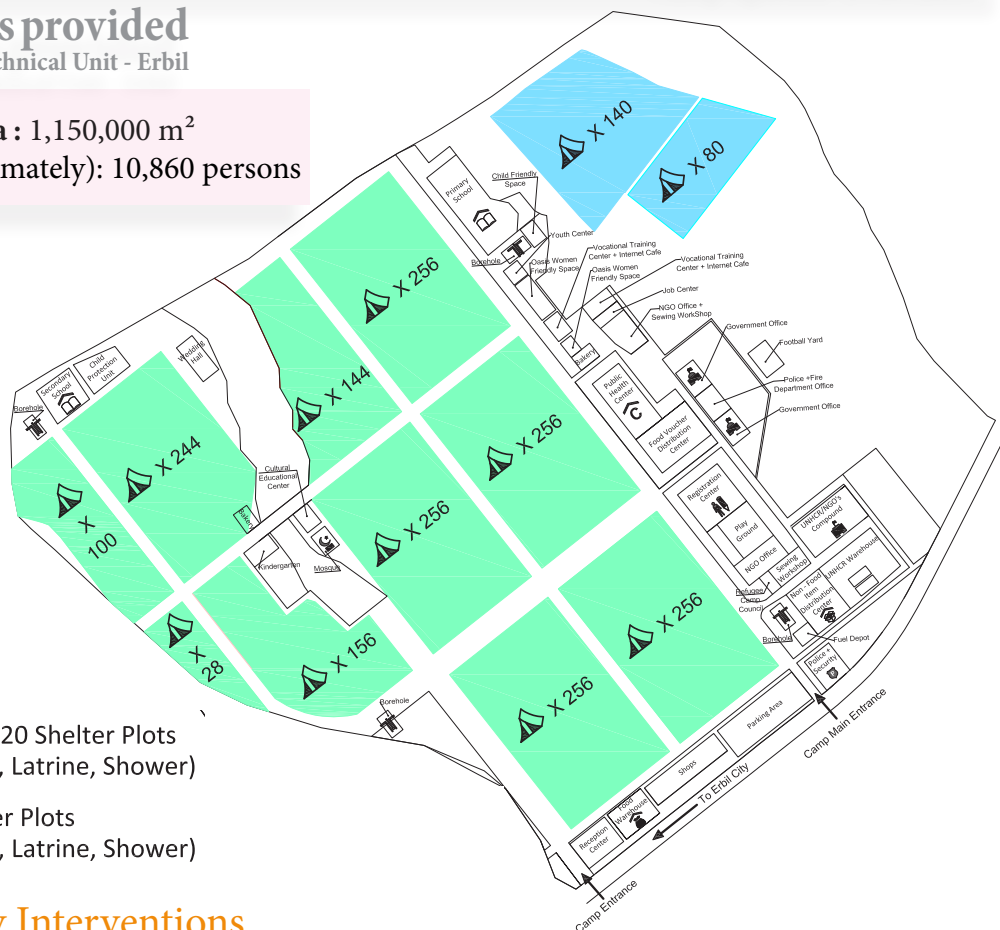 s provided
chnical Unit - Erbil
a : 1,150,000 m²
mately): 10,860 persons
X 140
X 80
Primary
School
Child Friendly
Space
Youth Center
Borehole
Oasis Women
Friendly Space
Vocational Training
Center + Internet Cafe
Oasis Women
Friendly Space
Vocational Training
Center + Internet Cafe
Job Center
NGO Office +
Sewing WorkShop
Bakery
Government Office
Football Yard
Police +Fire
Department Office
Government Office
Public
Health
Center
Food Voucher
Distribution
Center
X 256
X 144
X 256
X 256
Wedding
Hall
Child
Protection
Unit
Secondary
School
Borehole
X 244
X
100
Cultural
Educational
Center
Bakery
Kindergarten
Mosque
X
28
X 156
Borehole
X 256
X 256
Registration
Center
Play
Ground
NGO Office
Sewing
Workshop
Refugee
Camp
Council
UNHCR/NGO's
Compound
UNHCR Warehouse
Non-Food
Item
Distribution
Center
Borehole
Fuel Depot
Police +
Security
Parking Area
Shops
Food
Warehouse
Reception
Center
Camp Main Entrance
To Erbil City
Camp Entrance
20 Shelter Plots
, Latrine, Shower)
er Plots
, Latrine, Shower)
y Interventions